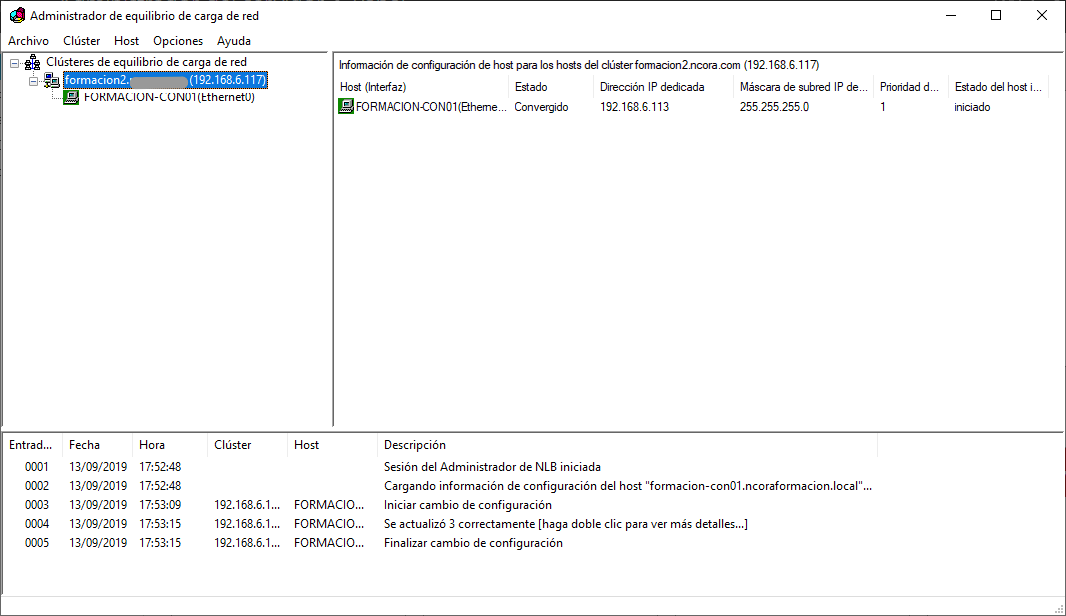 Administrador de equilibrio de carga de red
Archivo Clúster Host Opciones Ayuda
Clústeres de equilibrio de carga de red
formacion2. (192.168.6.117)
FORMACION-CON01(Ethernet0)
Información de configuración de host para los hosts del clúster formacion2.ncora.com (192.168.6.117)
Host (Interfaz) Estado Dirección IP dedicada Máscara de subred IP de... Prioridad d... Estado del host i...
FORMACION-CON01(Etherne... Convergido 192.168.6.113 255.255.255.0 1 iniciado
Entrad... Fecha Hora Clúster Host Descripción
0001 13/09/2019 17:52:48 Sesión del Administrador de NLB iniciada
0002 13/09/2019 17:52:48 Cargando información de configuración del host "formacion-con01.ncoraformacion.local"...
0003 13/09/2019 17:53:09 192.168.6.1... FORMACIO... Iniciar cambio de configuración
0004 13/09/2019 17:53:15 192.168.6.1... FORMACIO... Se actualizó 3 correctamente [haga doble clic para ver más detalles...]
0005 13/09/2019 17:53:15 192.168.6.1... FORMACIO... Finalizar cambio de configuración